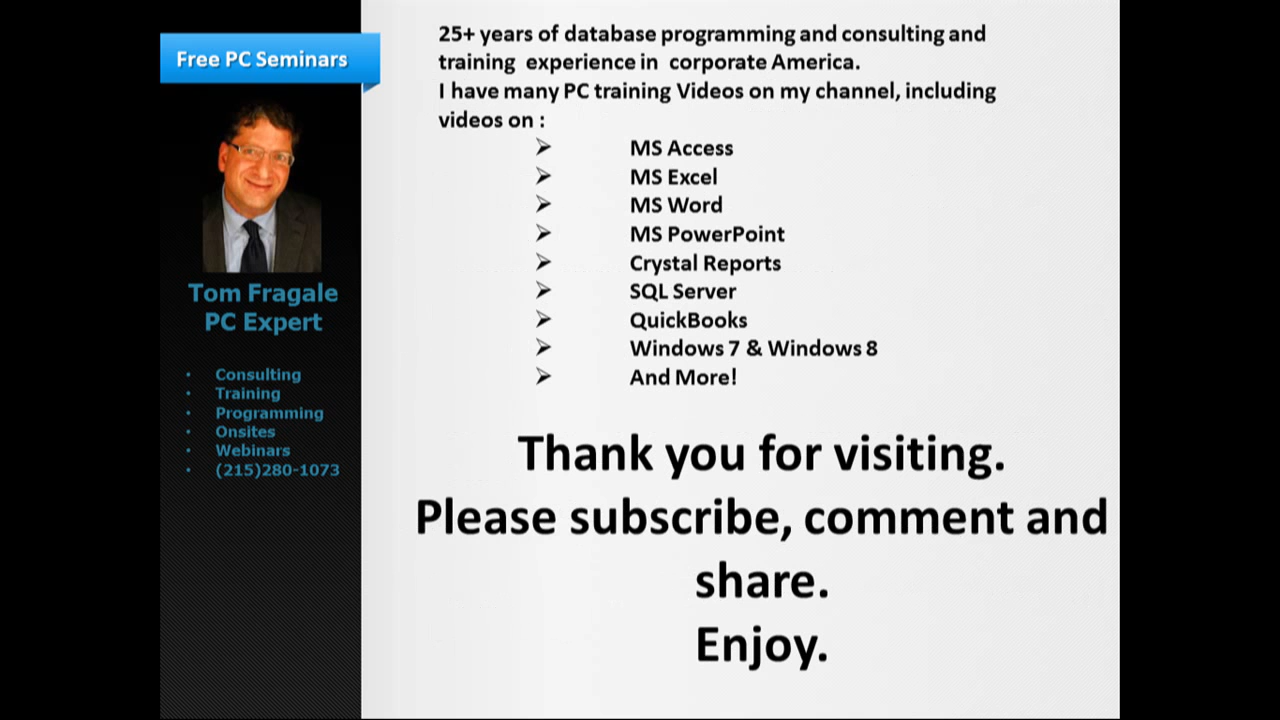 Free PC Seminars
Tom Fragale
PC Expert
• Consulting
• Training
• Programming
• Onsites
• Webinars
• (215)280-1073
25+ years of database programming and consulting and
training experience in corporate America.
I have many PC training Videos on my channel, including
videos on :
➢ MS Access
➢ MS Excel
➢ MS Word
➢ MS PowerPoint
➢ Crystal Reports
➢ SQL Server
➢ QuickBooks
➢ Windows 7 & Windows 8
➢ And More!
Thank you for visiting.
Please subscribe, comment and
share.
Enjoy.